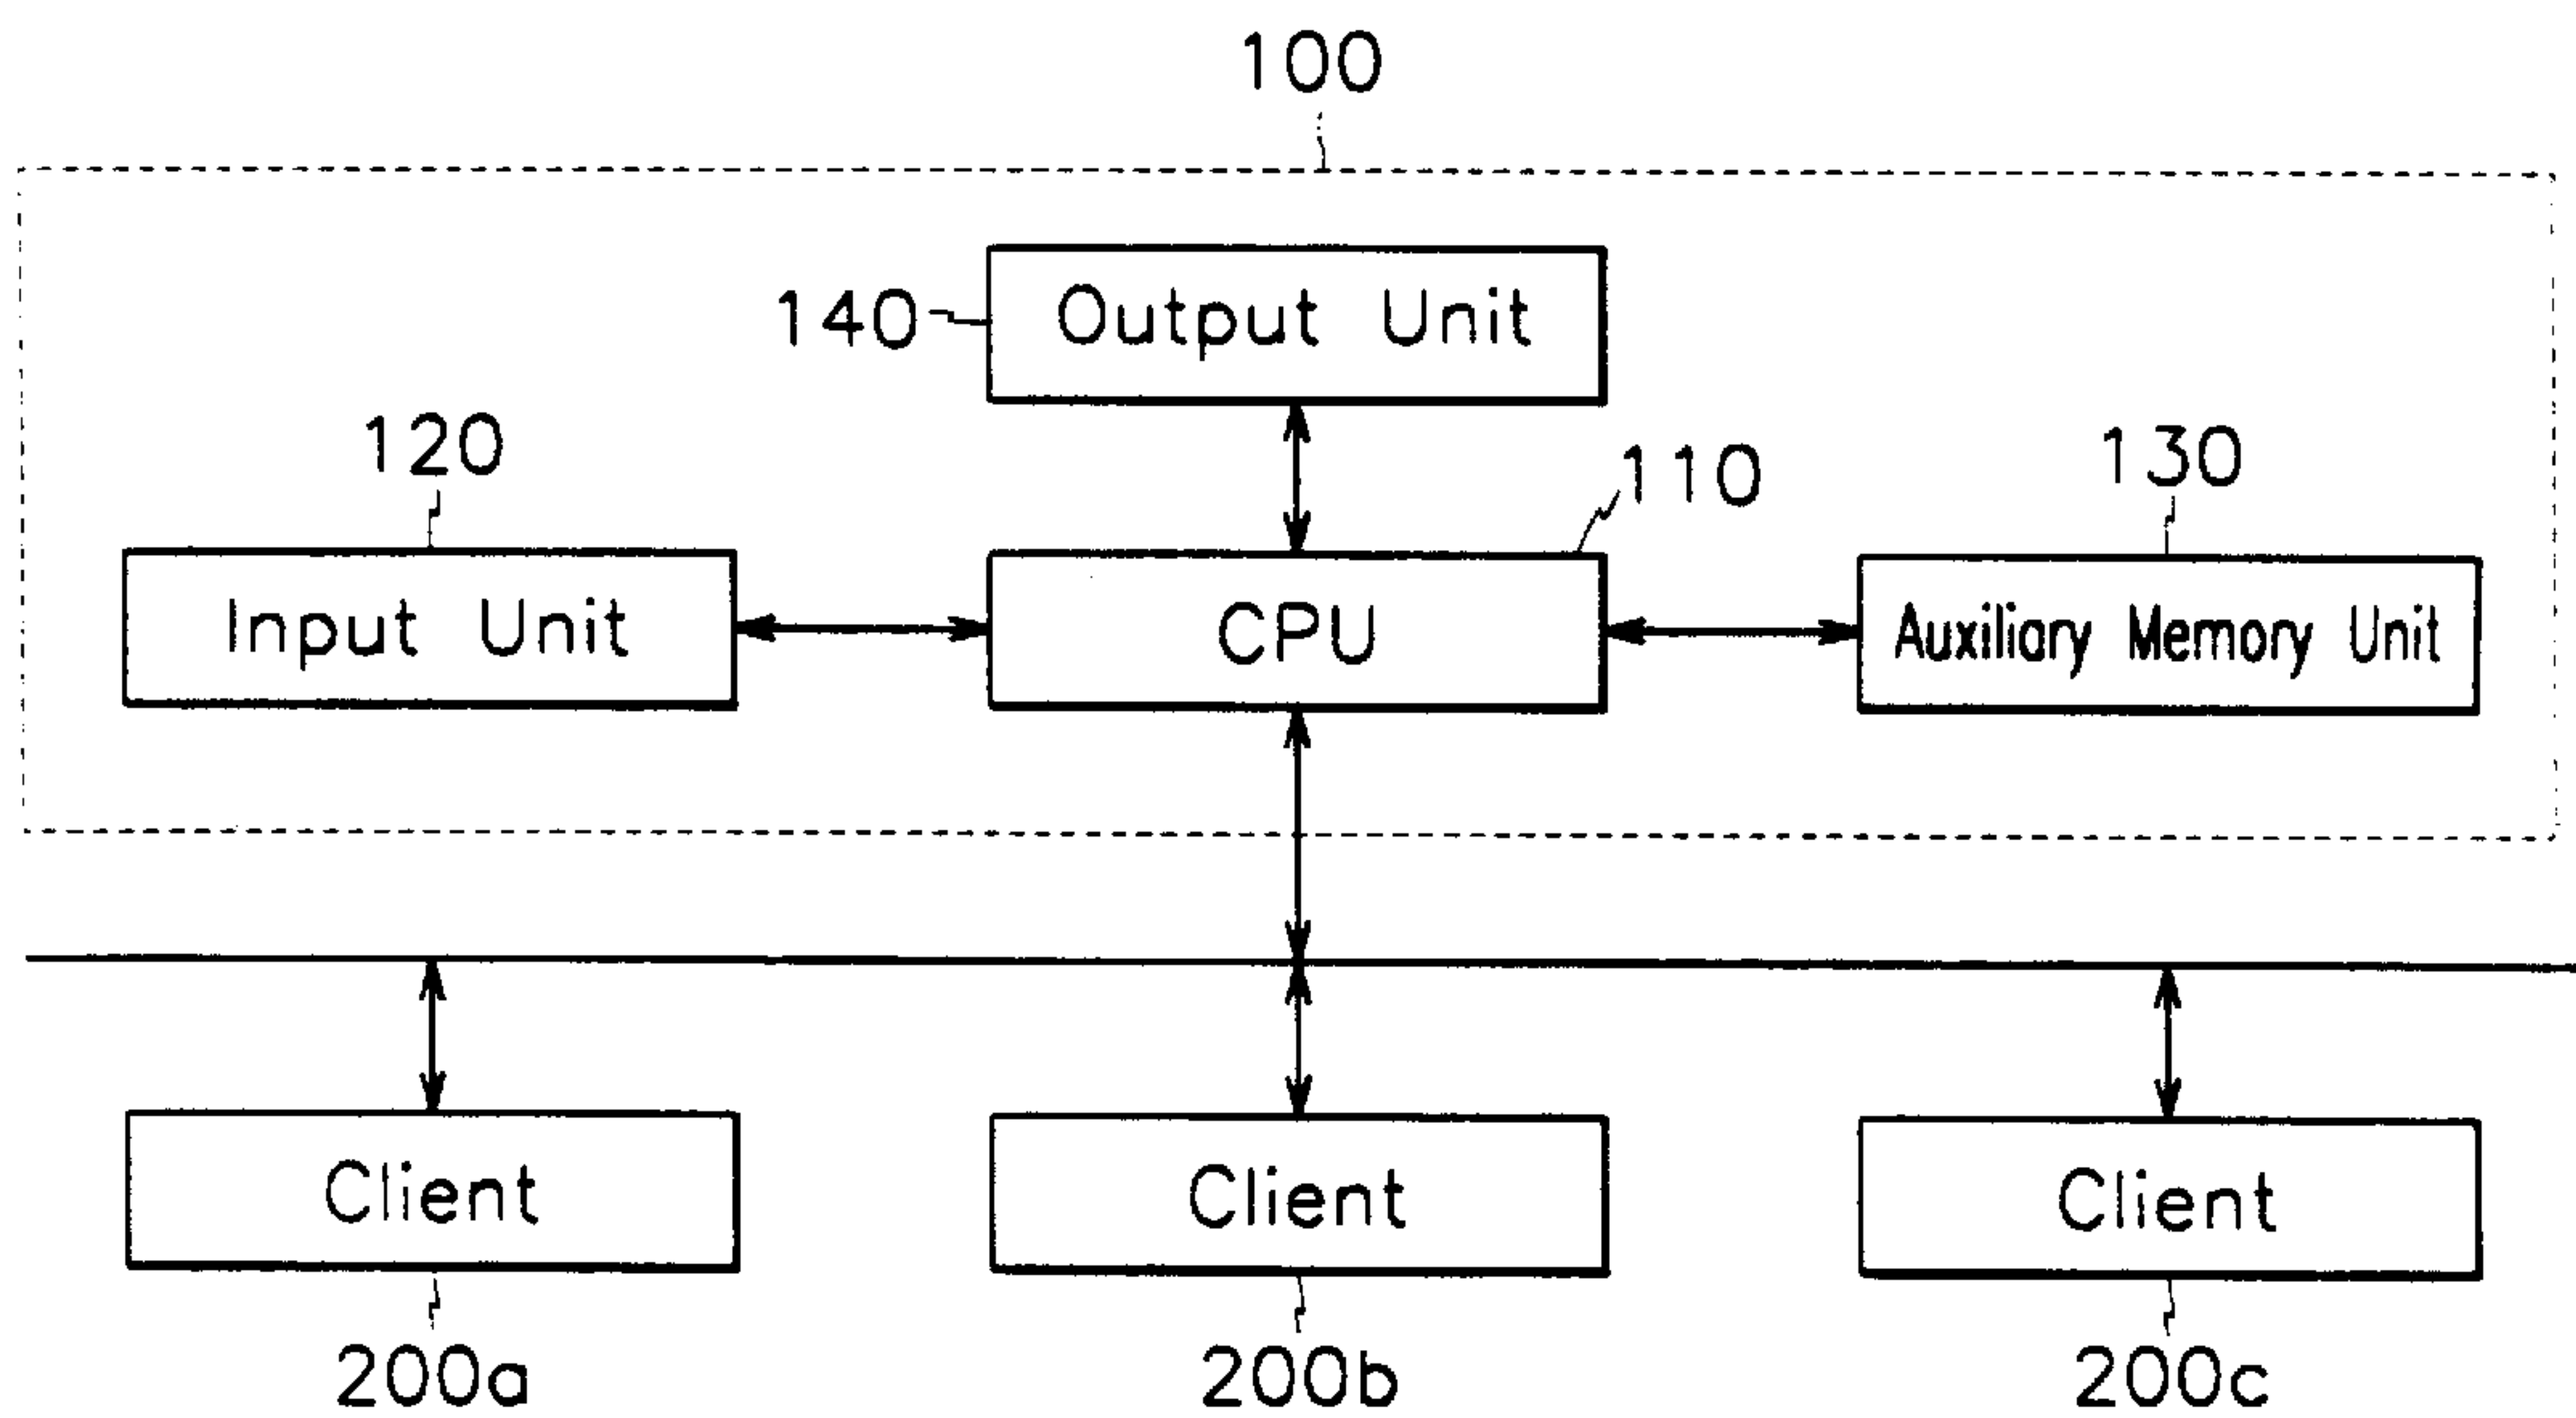 100
140 Output Unit
120
110
130
Input Unit
CPU
Auxiliary Memory Unit
Client
Client
Client
200a
200b
200c